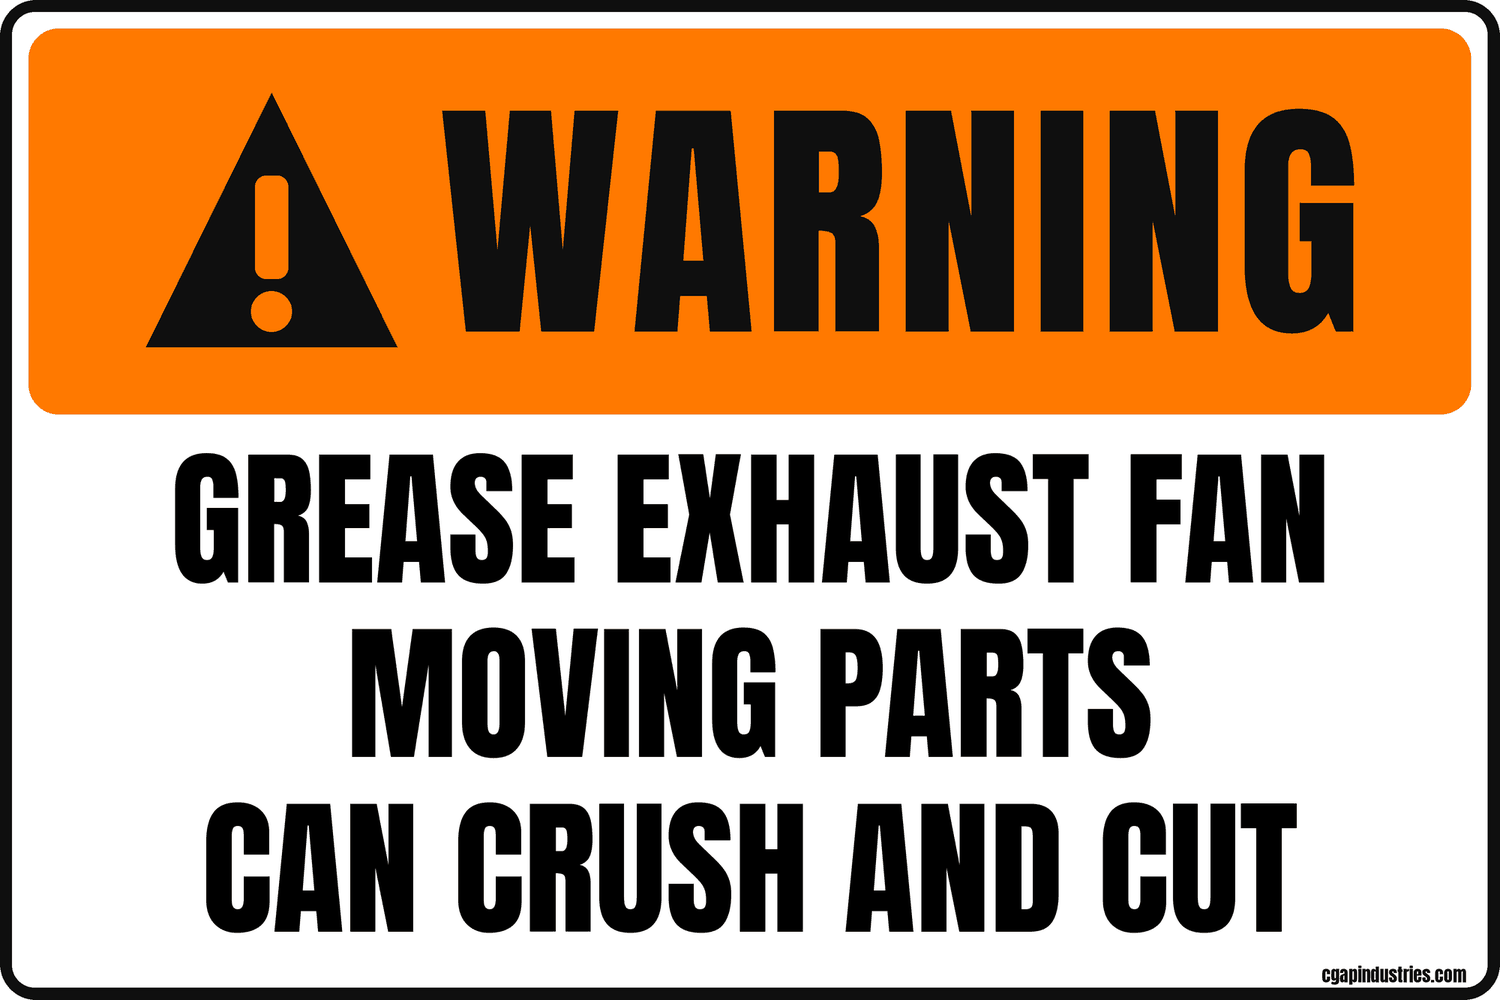 WARNING
GREASE EXHAUST FAN
MOVING PARTS
CAN CRUSH AND CUT
cgapindustries.com